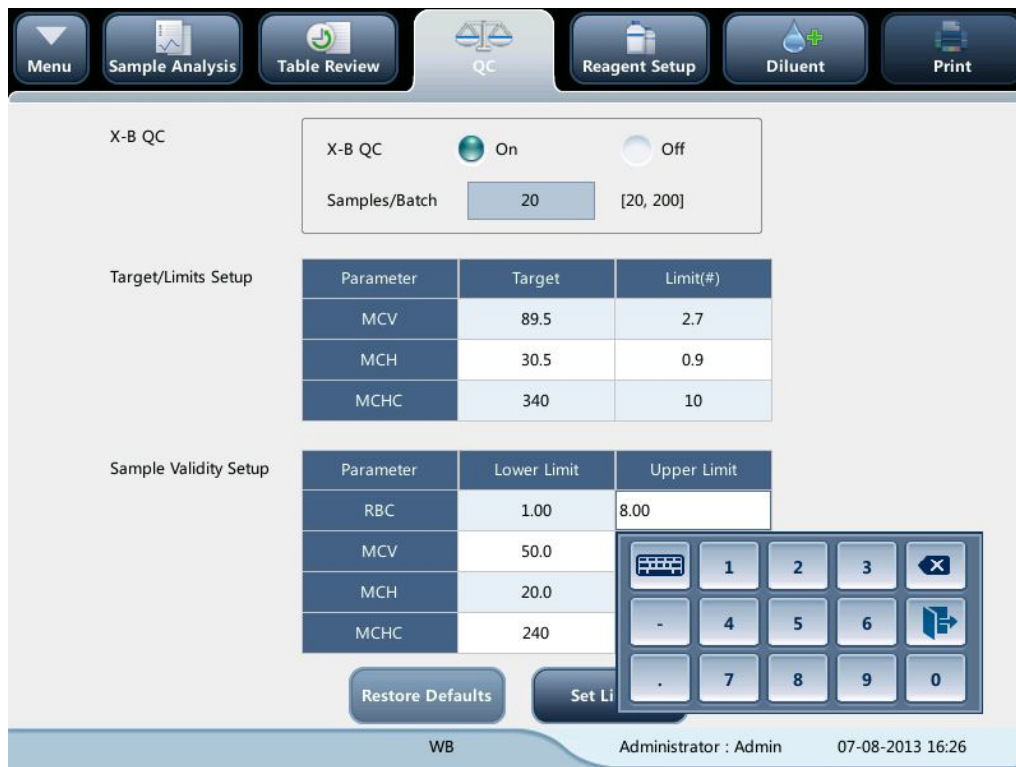 Menu Sample Analysis Table Review QC Reagent Setup Diluent Print
X-B QC
X-B QC On Off
Samples/Batch 20 [20, 200]
Target/Limits Setup
Parameter Target Limit(#)
MCV 89.5 2.7
MCH 30.5 0.9
MCHC 340 10
Sample Validity Setup
Parameter Lower Limit Upper Limit
RBC 1.00 8.00
MCV 50.0
MCH 20.0
MCHC 240
1 2 3
- 4 5 6
. 7 8 9 0
Restore Defaults Set Li
WB Administrator : Admin 07-08-2013 16:26